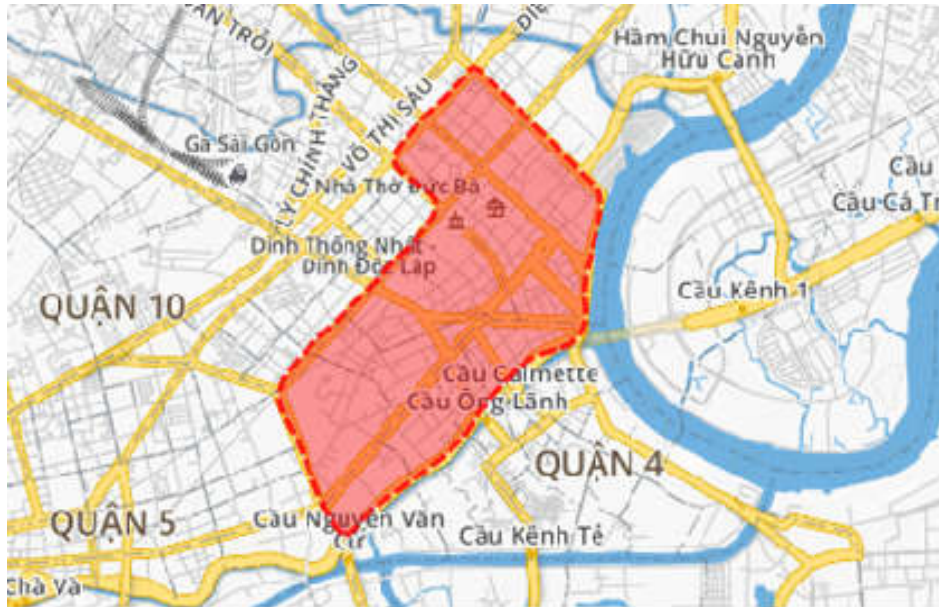 VÕ THỊ SÁU
LÝ CHÍNH THẮNG
Hầm Chui Nguyễn
Hữu Cảnh
Ga Sài Gòn
Nhà Thờ Đức Bà
Cầu
Cầu Cá Tr
Dinh Thống Nhất -
Dinh Độc Lập
Cầu Kênh 1
QUẬN 10
Cầu Calmette
Cầu Ông Lãnh
QUẬN 4
QUẬN 5
Cầu Nguyễn Văn
Cừ
Cầu Kênh Tẻ
Chà Và